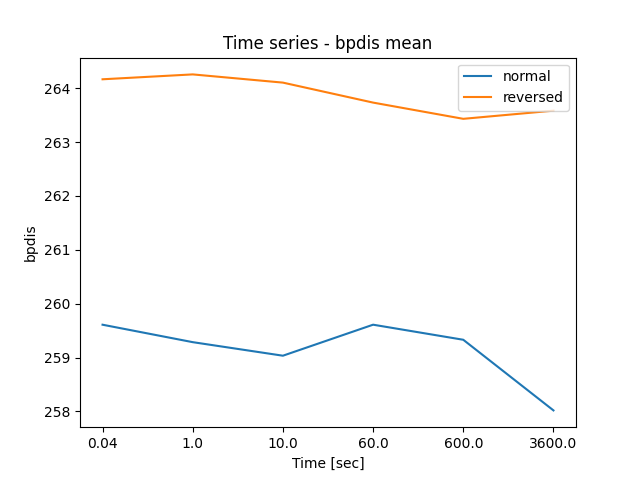 Time series - bpdis mean
normal
reversed
264
263
262
261
260
259
258
bpdis
0.04 1.0 10.0 60.0 600.0 3600.0
Time [sec]